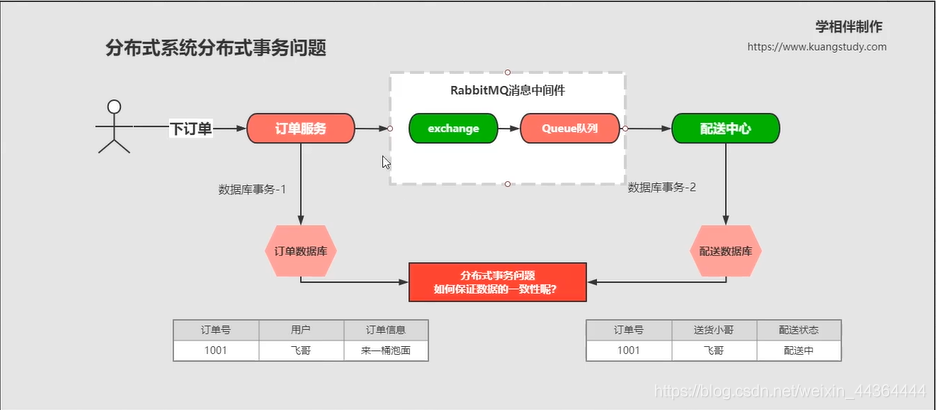 学相伴制作
分布式系统分布式事务问题
https://www.kuangstudy.com
RabbitMQ消息中间件
下订单
订单服务
exchange
Queue队列
配送中心
数据库事务-1
数据库事务-2
订单数据库
配送数据库
分布式事务问题
如何保证数据的一致性呢?
订单号 用户 订单信息
1001 飞哥 来一桶泡面
订单号 送货小哥 配送状态
1001 飞哥 配送中
https://blog.csdn.net/weixin_44364444